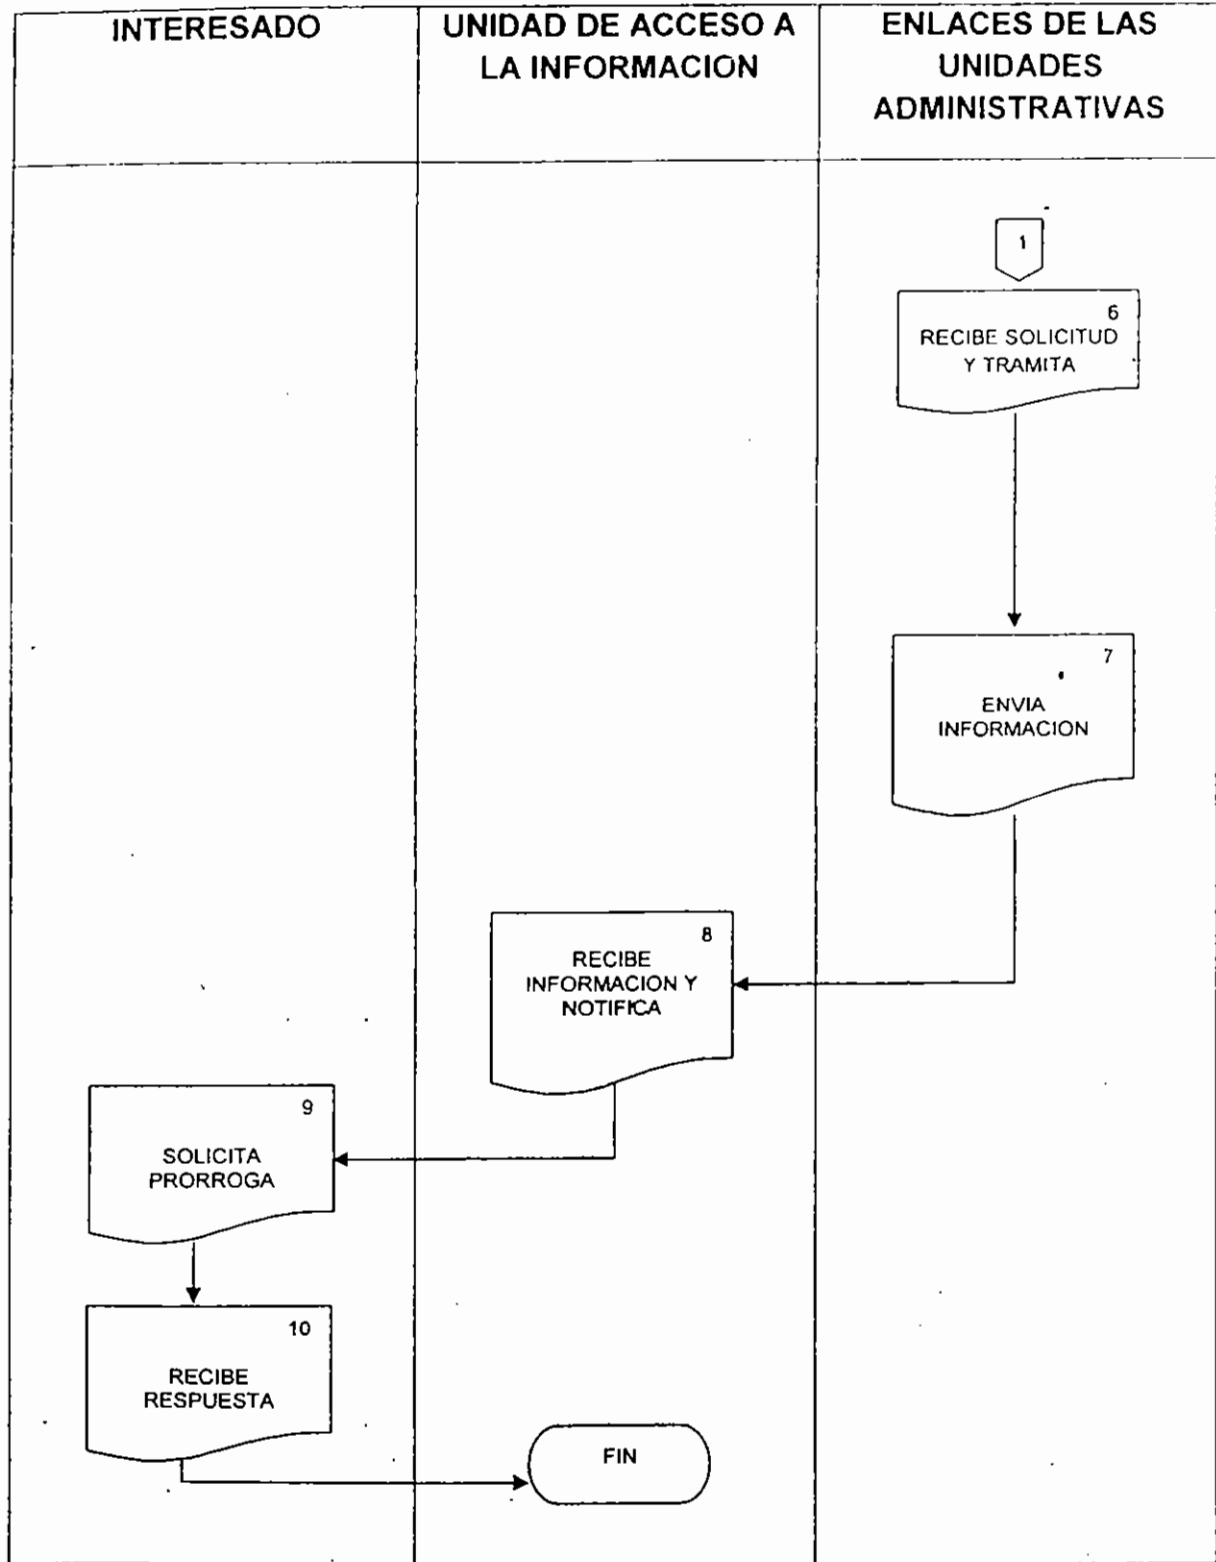 INTERESADO
UNIDAD DE ACCESO A
LA INFORMACION
ENLACES DE LAS
UNIDADES
ADMINISTRATIVAS
1
6
RECIBE SOLICITUD
Y TRAMITA
7
ENVIA
INFORMACION
8
RECIBE
INFORMACION Y
NOTIFICA
9
SOLICITA
PRORROGA
10
RECIBE
RESPUESTA
FIN